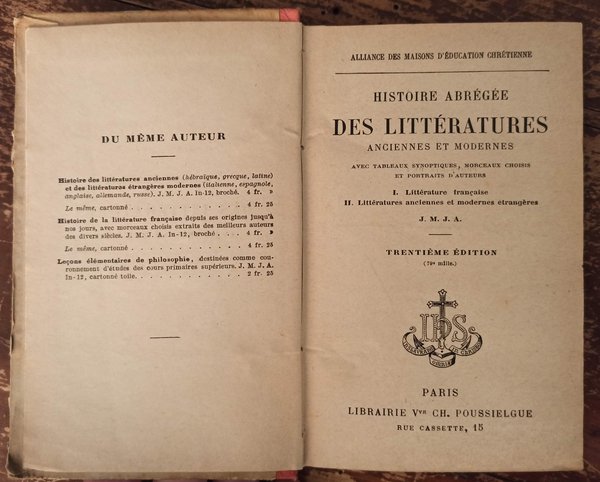 DU MÊME AUTEUR
Histoire des littératures anciennes (hébraïque, grecque, latine)
et des littératures étrangères modernes (italienne, espagnole,
anglaise, allemande, russe). J. M. J. A. In-12, broché. 4 fr. »
Le même, cartonné . . . . . . . . . . . . . 4 fr. 25
Histoire de la littérature française depuis ses origines jusqu'à
nos jours, avec morceaux choisis extraits des meilleurs auteurs
des divers siècles. J. M. J. A. In-12, broché . . . 4 fr. »
Le même, cartonné . . . . . . . . . . . . . 4 fr. 25
Leçons élémentaires de philosophie, destinées comme cou-
ronnement d'études des cours primaires supérieurs. J. M. J. A.
In-12, cartonné toile. . . . . . . . . . . . . 2 fr. 25
ALLIANCE DES MAISONS D'ÉDUCATION CHRÉTIENNE
HISTOIRE ABRÉGÉE
DES LITTÉRATURES
ANCIENNES ET MODERNES
AVEC TABLEAUX SYNOPTIQUES, MORCEAUX CHOISIS
ET PORTRAITS D'AUTEURS
I. Littérature française
II. Littératures anciennes et modernes étrangères
J. M. J. A.
TRENTIÈME ÉDITION
(79e mille.)
IHS
PARIS
LIBRAIRIE Vve CH. POUSSIELGUE
RUE CASSETTE, 15